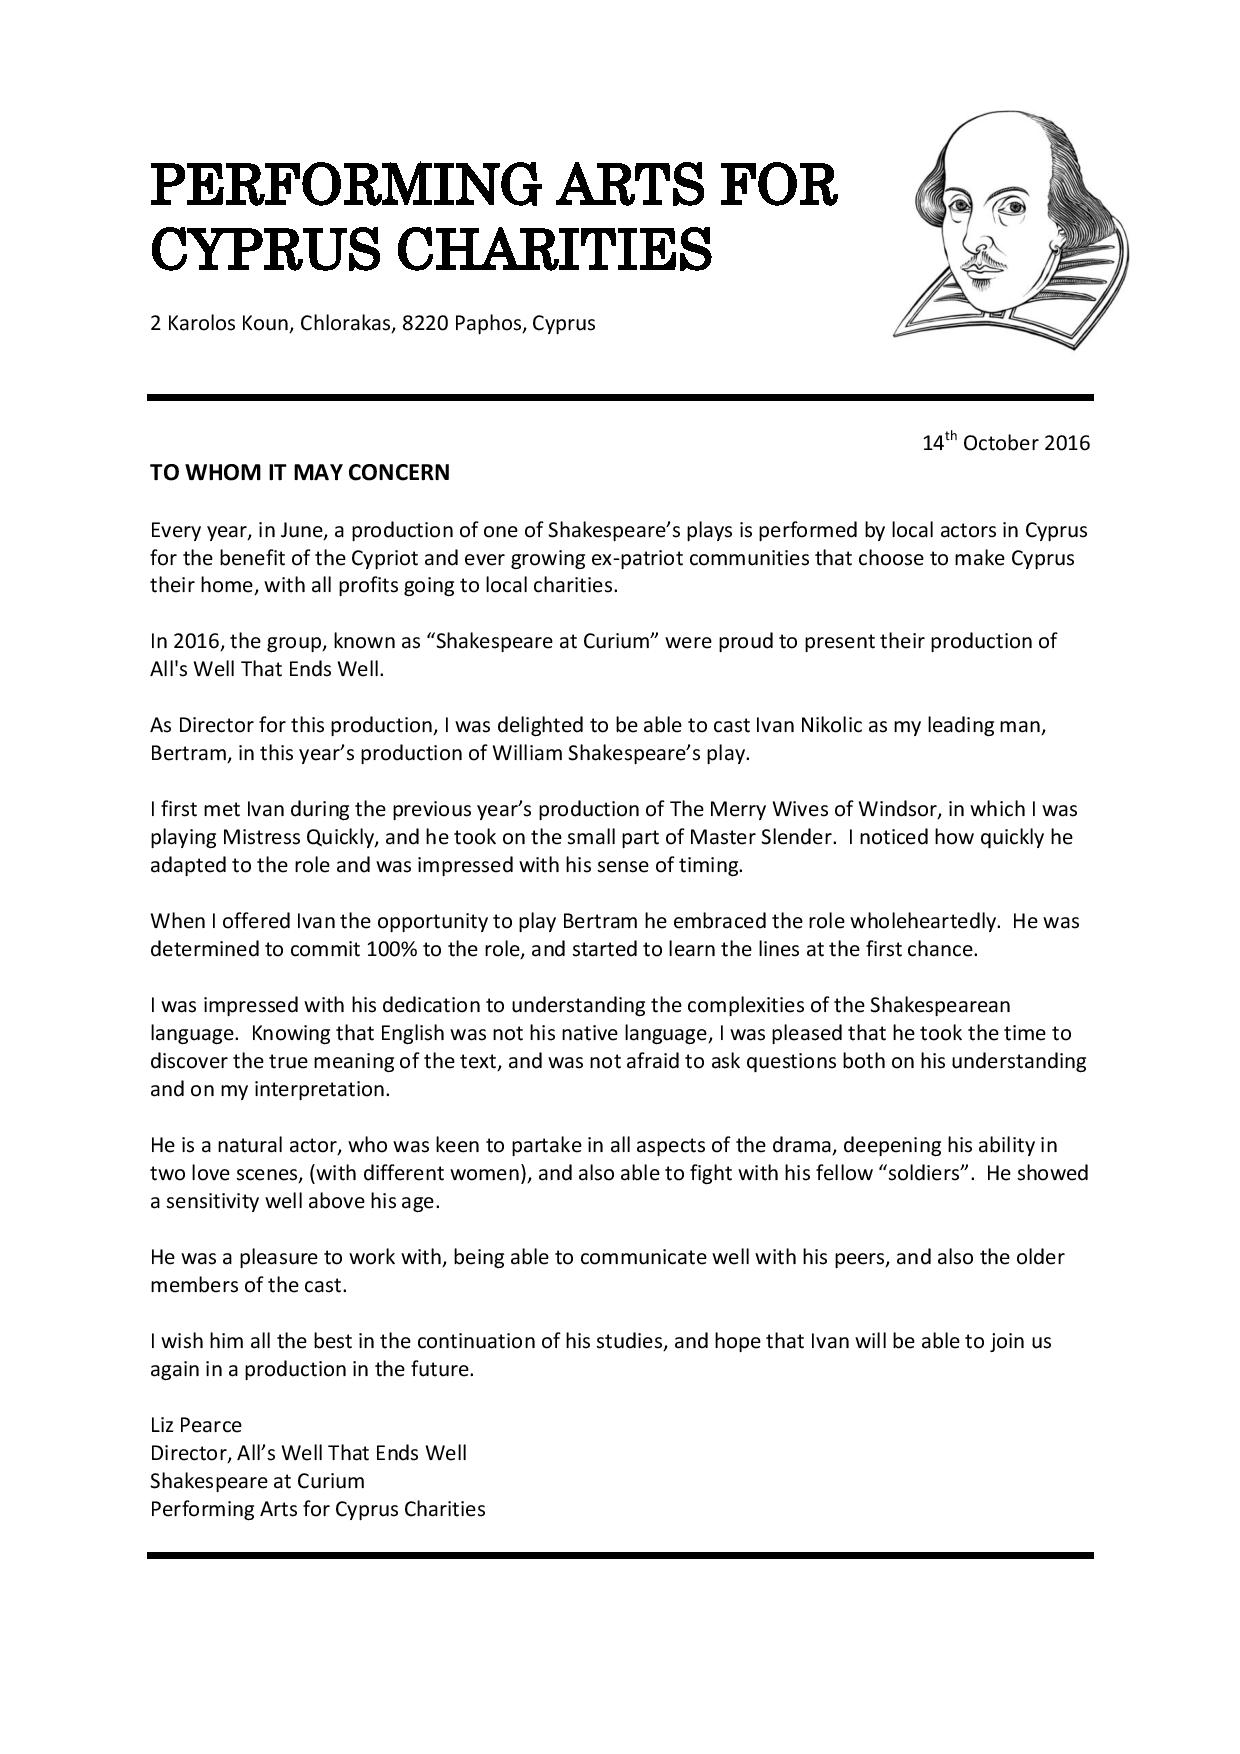 PERFORMING ARTS FOR
CYPRUS CHARITIES
2 Karolos Koun, Chlorakas, 8220 Paphos, Cyprus
14th October 2016
TO WHOM IT MAY CONCERN
Every year, in June, a production of one of Shakespeare’s plays is performed by local actors in Cyprus
for the benefit of the Cypriot and ever growing ex-patriot communities that choose to make Cyprus
their home, with all profits going to local charities.
In 2016, the group, known as “Shakespeare at Curium” were proud to present their production of
All's Well That Ends Well.
As Director for this production, I was delighted to be able to cast Ivan Nikolic as my leading man,
Bertram, in this year’s production of William Shakespeare’s play.
I first met Ivan during the previous year’s production of The Merry Wives of Windsor, in which I was
playing Mistress Quickly, and he took on the small part of Master Slender.  I noticed how quickly he
adapted to the role and was impressed with his sense of timing.
When I offered Ivan the opportunity to play Bertram he embraced the role wholeheartedly.  He was
determined to commit 100% to the role, and started to learn the lines at the first chance.
I was impressed with his dedication to understanding the complexities of the Shakespearean
language.  Knowing that English was not his native language, I was pleased that he took the time to
discover the true meaning of the text, and was not afraid to ask questions both on his understanding
and on my interpretation.
He is a natural actor, who was keen to partake in all aspects of the drama, deepening his ability in
two love scenes, (with different women), and also able to fight with his fellow “soldiers”.  He showed
a sensitivity well above his age.
He was a pleasure to work with, being able to communicate well with his peers, and also the older
members of the cast.
I wish him all the best in the continuation of his studies, and hope that Ivan will be able to join us
again in a production in the future.
Liz Pearce
Director, All’s Well That Ends Well
Shakespeare at Curium
Performing Arts for Cyprus Charities